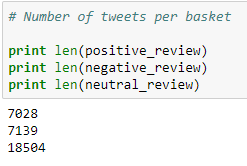 # Number of tweets per basket
print len(positive_review)
print len(negative_review)
print len(neutral_review)
7028
7139
18504